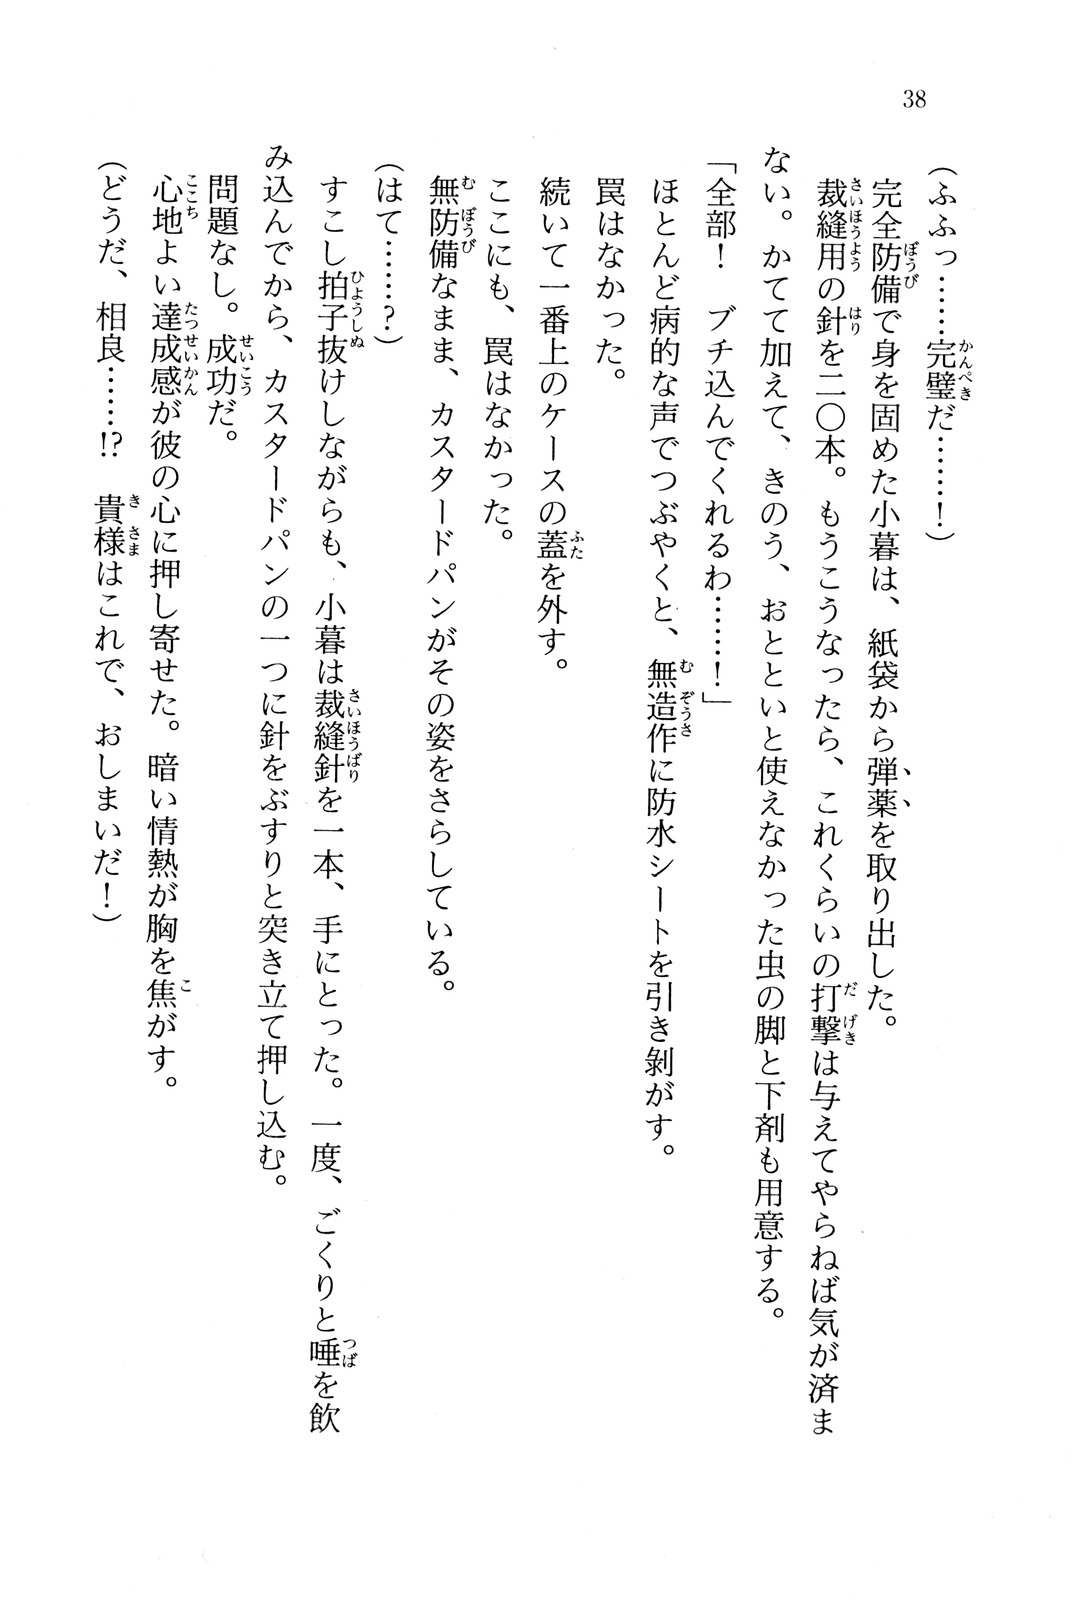 38
（ふふっ……完璧だ……！）
完全防備で身を固めた小暮は、紙袋から弾薬を取り出した。
裁縫用の針を二〇本。もうこうなったら、これくらいの打撃は与えてやらねば気が済ま
ない。かてて加えて、きのう、おとといと使えなかった虫の脚と下剤も用意する。
「全部！　ブチ込んでくれるわ……！」
ほとんど病的な声でつぶやくと、無造作に防水シートを引き剝がす。
罠はなかった。
続いて一番上のケースの蓋を外す。
ここにも、罠はなかった。
無防備なまま、カスタードパンがその姿をさらしている。
（はて……？）
すこし拍子抜けしながらも、小暮は裁縫針を一本、手にとった。一度、ごくりと唾を飲
み込んでから、カスタードパンの一つに針をぶすりと突き立て押し込む。
問題なし。成功だ。
心地よい達成感が彼の心に押し寄せた。暗い情熱が胸を焦がす。
（どうだ、相良……!?　貴様はこれで、おしまいだ！）